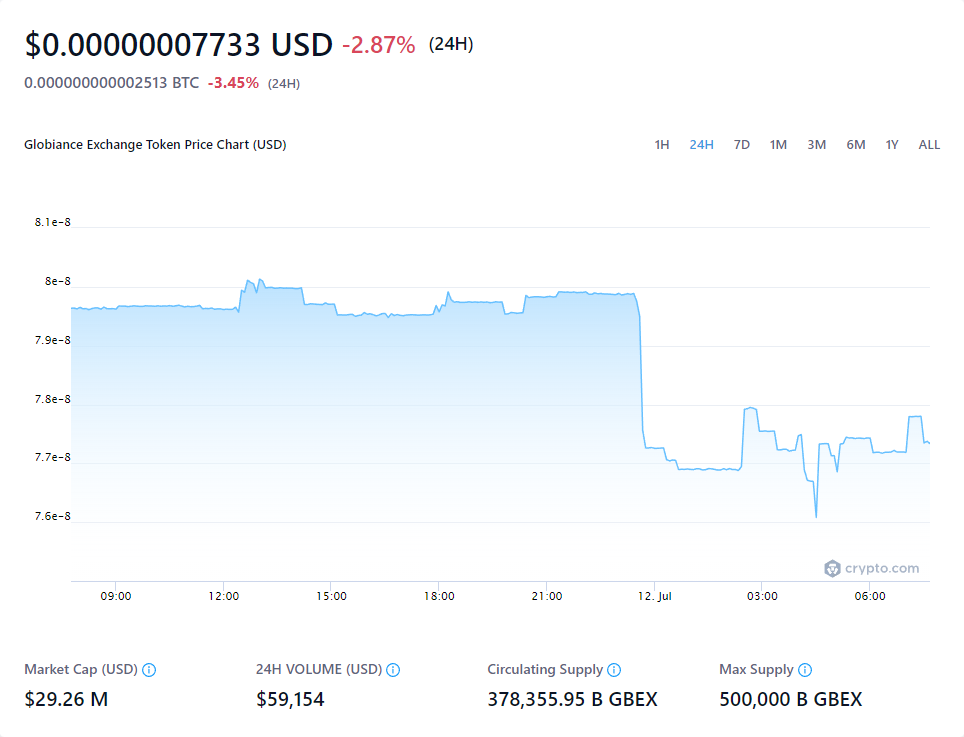 $0.00000007733 USD -2.87% (24H)
0.000000000002513 BTC -3.45% (24H)
Globiance Exchange Token Price Chart (USD) 1H 24H 7D 1M 3M 6M 1Y ALL
8.1e-8
8e-8
7.9e-8
7.8e-8
7.7e-8
7.6e-8
crypto.com
09:00 12:00 15:00 18:00 21:00 12. Jul 03:00 06:00
Market Cap (USD) 24H VOLUME (USD) Circulating Supply Max Supply
$29.26 M $59,154 378,355.95 B GBEX 500,000 B GBEX